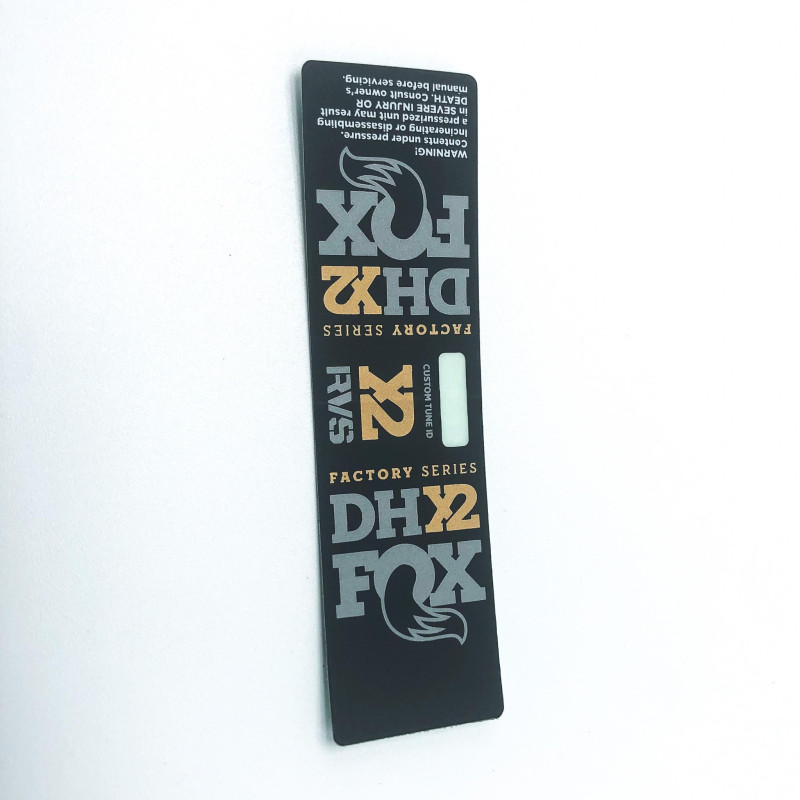 WARNING!
Contents under pressure.
Incinerating or disassembling
a pressurized unit may result
in SEVERE INJURY OR
DEATH. Consult owner's
manual before servicing.
FOX
DHX2
FACTORY SERIES
RVS
X2
CUSTOM TUNE ID
FACTORY SERIES
DHX2
FOX